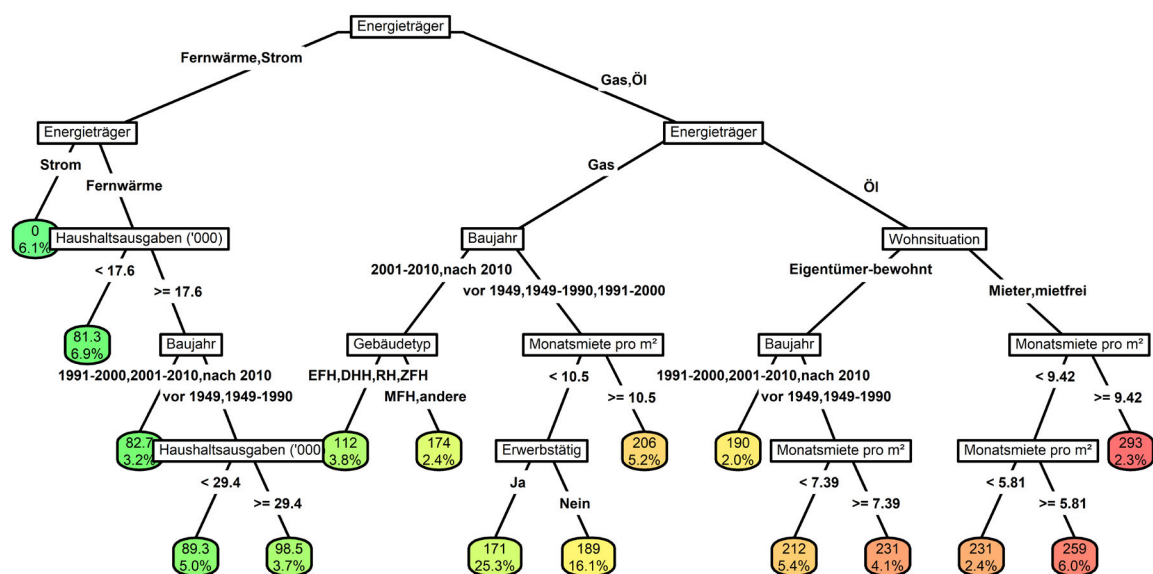 Energieträger
Fernwärme,Strom
Gas,Öl
Energieträger
Energieträger
Strom
Gas
Fernwärme
Öl
0
6.1%
Haushaltsausgaben ('000)
Baujahr
Wohnsituation
< 17.6
2001-2010,nach 2010
Eigentümer-bewohnt
>= 17.6
vor 1949,1949-1990,1991-2000
Mieter,mietfrei
81.3
6.9%
Baujahr
Gebäudetyp
Monatsmiete pro m²
Baujahr
Monatsmiete pro m²
1991-2000,2001-2010,nach 2010
EFH,DHH,RH,ZFH
< 10.5
1991-2000,2001-2010,nach 2010
< 9.42
vor 1949,1949-1990
MFH,andere
>= 10.5
vor 1949,1949-1990
>= 9.42
82.7
3.2%
Haushaltsausgaben ('000
112
3.8%
174
2.4%
Erwerbstätig
206
5.2%
190
2.0%
Monatsmiete pro m²
Monatsmiete pro m²
293
2.3%
< 29.4
Ja
< 7.39
< 5.81
>= 29.4
Nein
>= 7.39
>= 5.81
89.3
5.0%
98.5
3.7%
171
25.3%
189
16.1%
212
5.4%
231
4.1%
231
2.4%
259
6.0%